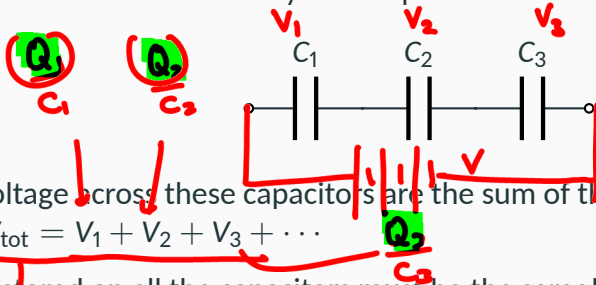 V₁ V₂ V₃
Q₁ Q₂ C₁ C₂ C₃
C₁ C₂
V
oltage across these capacitors are the sum of th
tot = V₁ + V₂ + V₃ + ···
Q₃
C₃